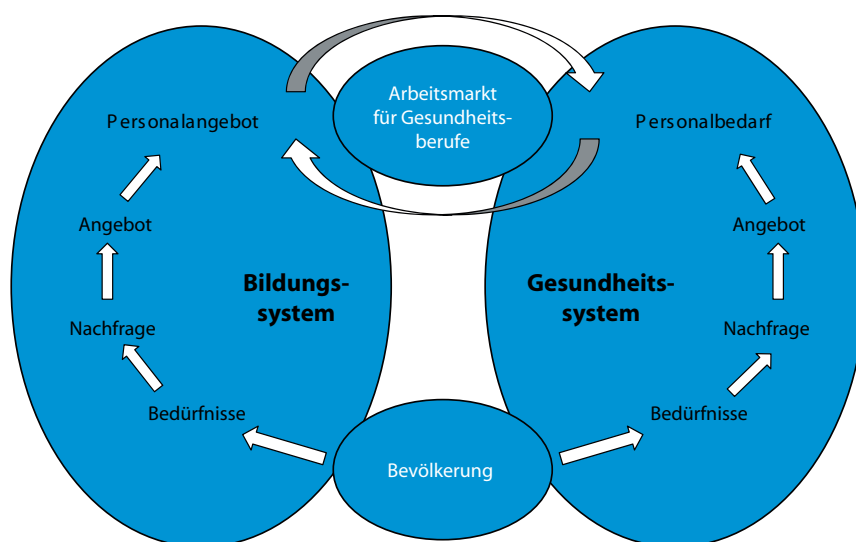 Arbeitsmarkt
für Gesundheits-
berufe
Personalangebot
Personalbedarf
Angebot
Angebot
Bildungs-
system
Gesundheits-
system
Nachfrage
Nachfrage
Bedürfnisse
Bedürfnisse
Bevölkerung